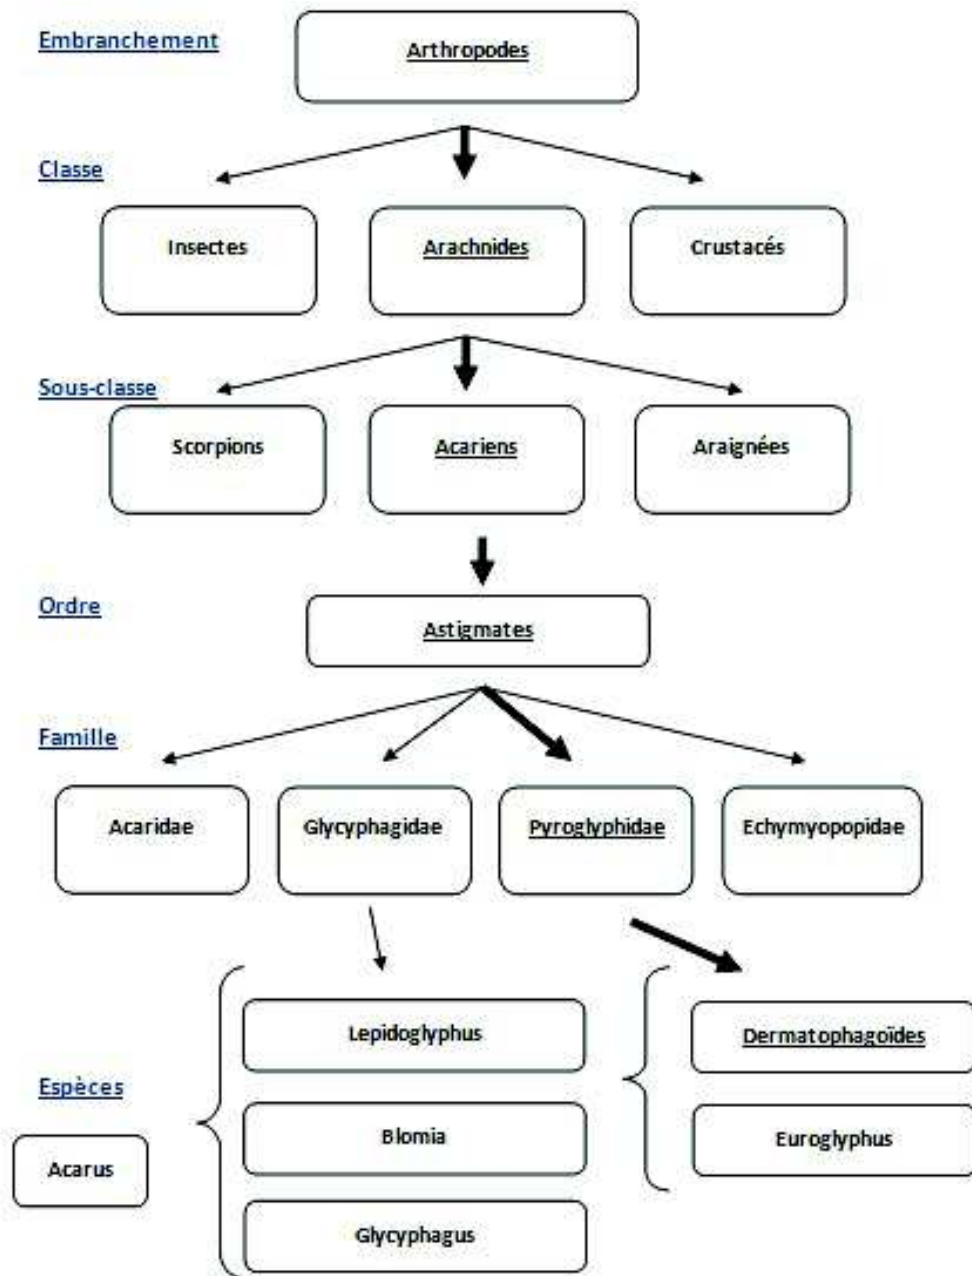 Embranchement
Arthropodes
Classe
Insectes
Arachnides
Crustacés
Sous-classe
Scorpions
Acariens
Araignées
Ordre
Astigmates
Famille
Acaridae
Glycyphagidae
Pyroglyphidae
Echymyopopidae
Lepidoglyphus
Dermatophagoïdes
Espèces
Blomia
Euroglyphus
Acarus
Glycyphagus